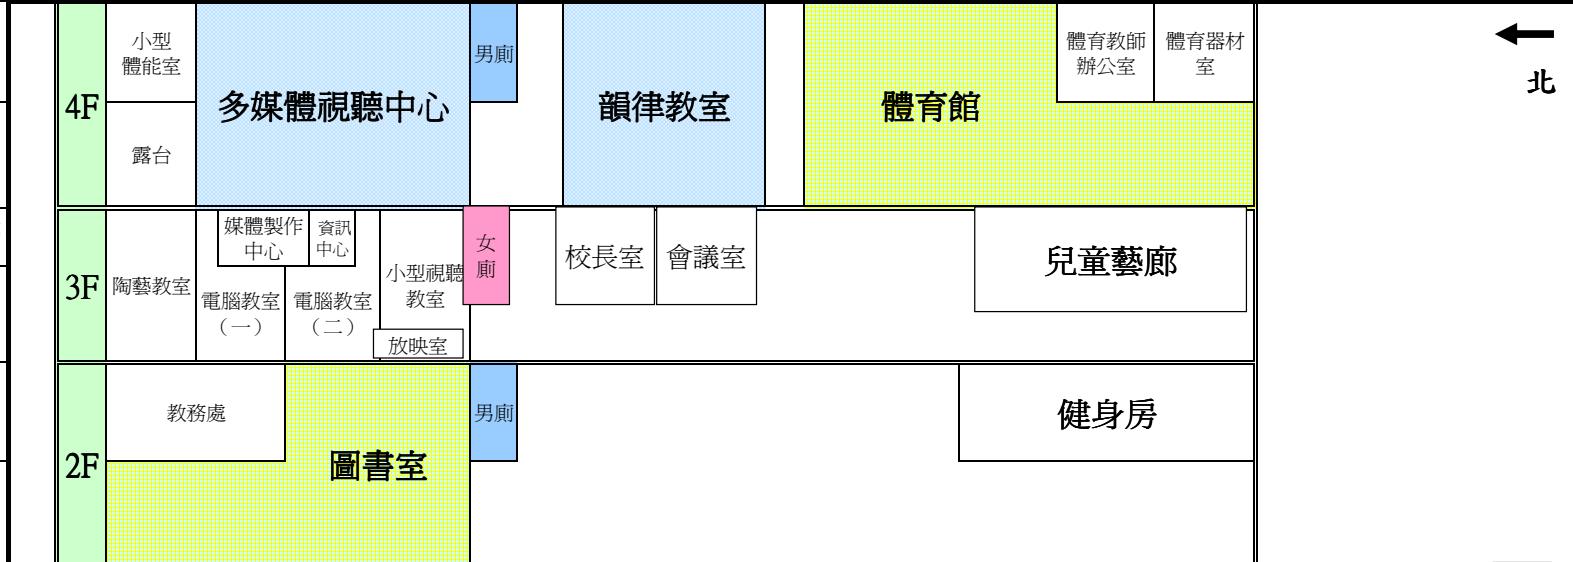 4F
小型
體能室
露台
多媒體視聽中心
男廁
韻律教室
體育館
體育教師
辦公室
體育器材
室
北
3F
陶藝教室
媒體製作
中心
資訊
中心
電腦教室
（一）
電腦教室
（二）
小型視聽
教室
放映室
女
廁
校長室
會議室
兒童藝廊
2F
教務處
圖書室
男廁
健身房